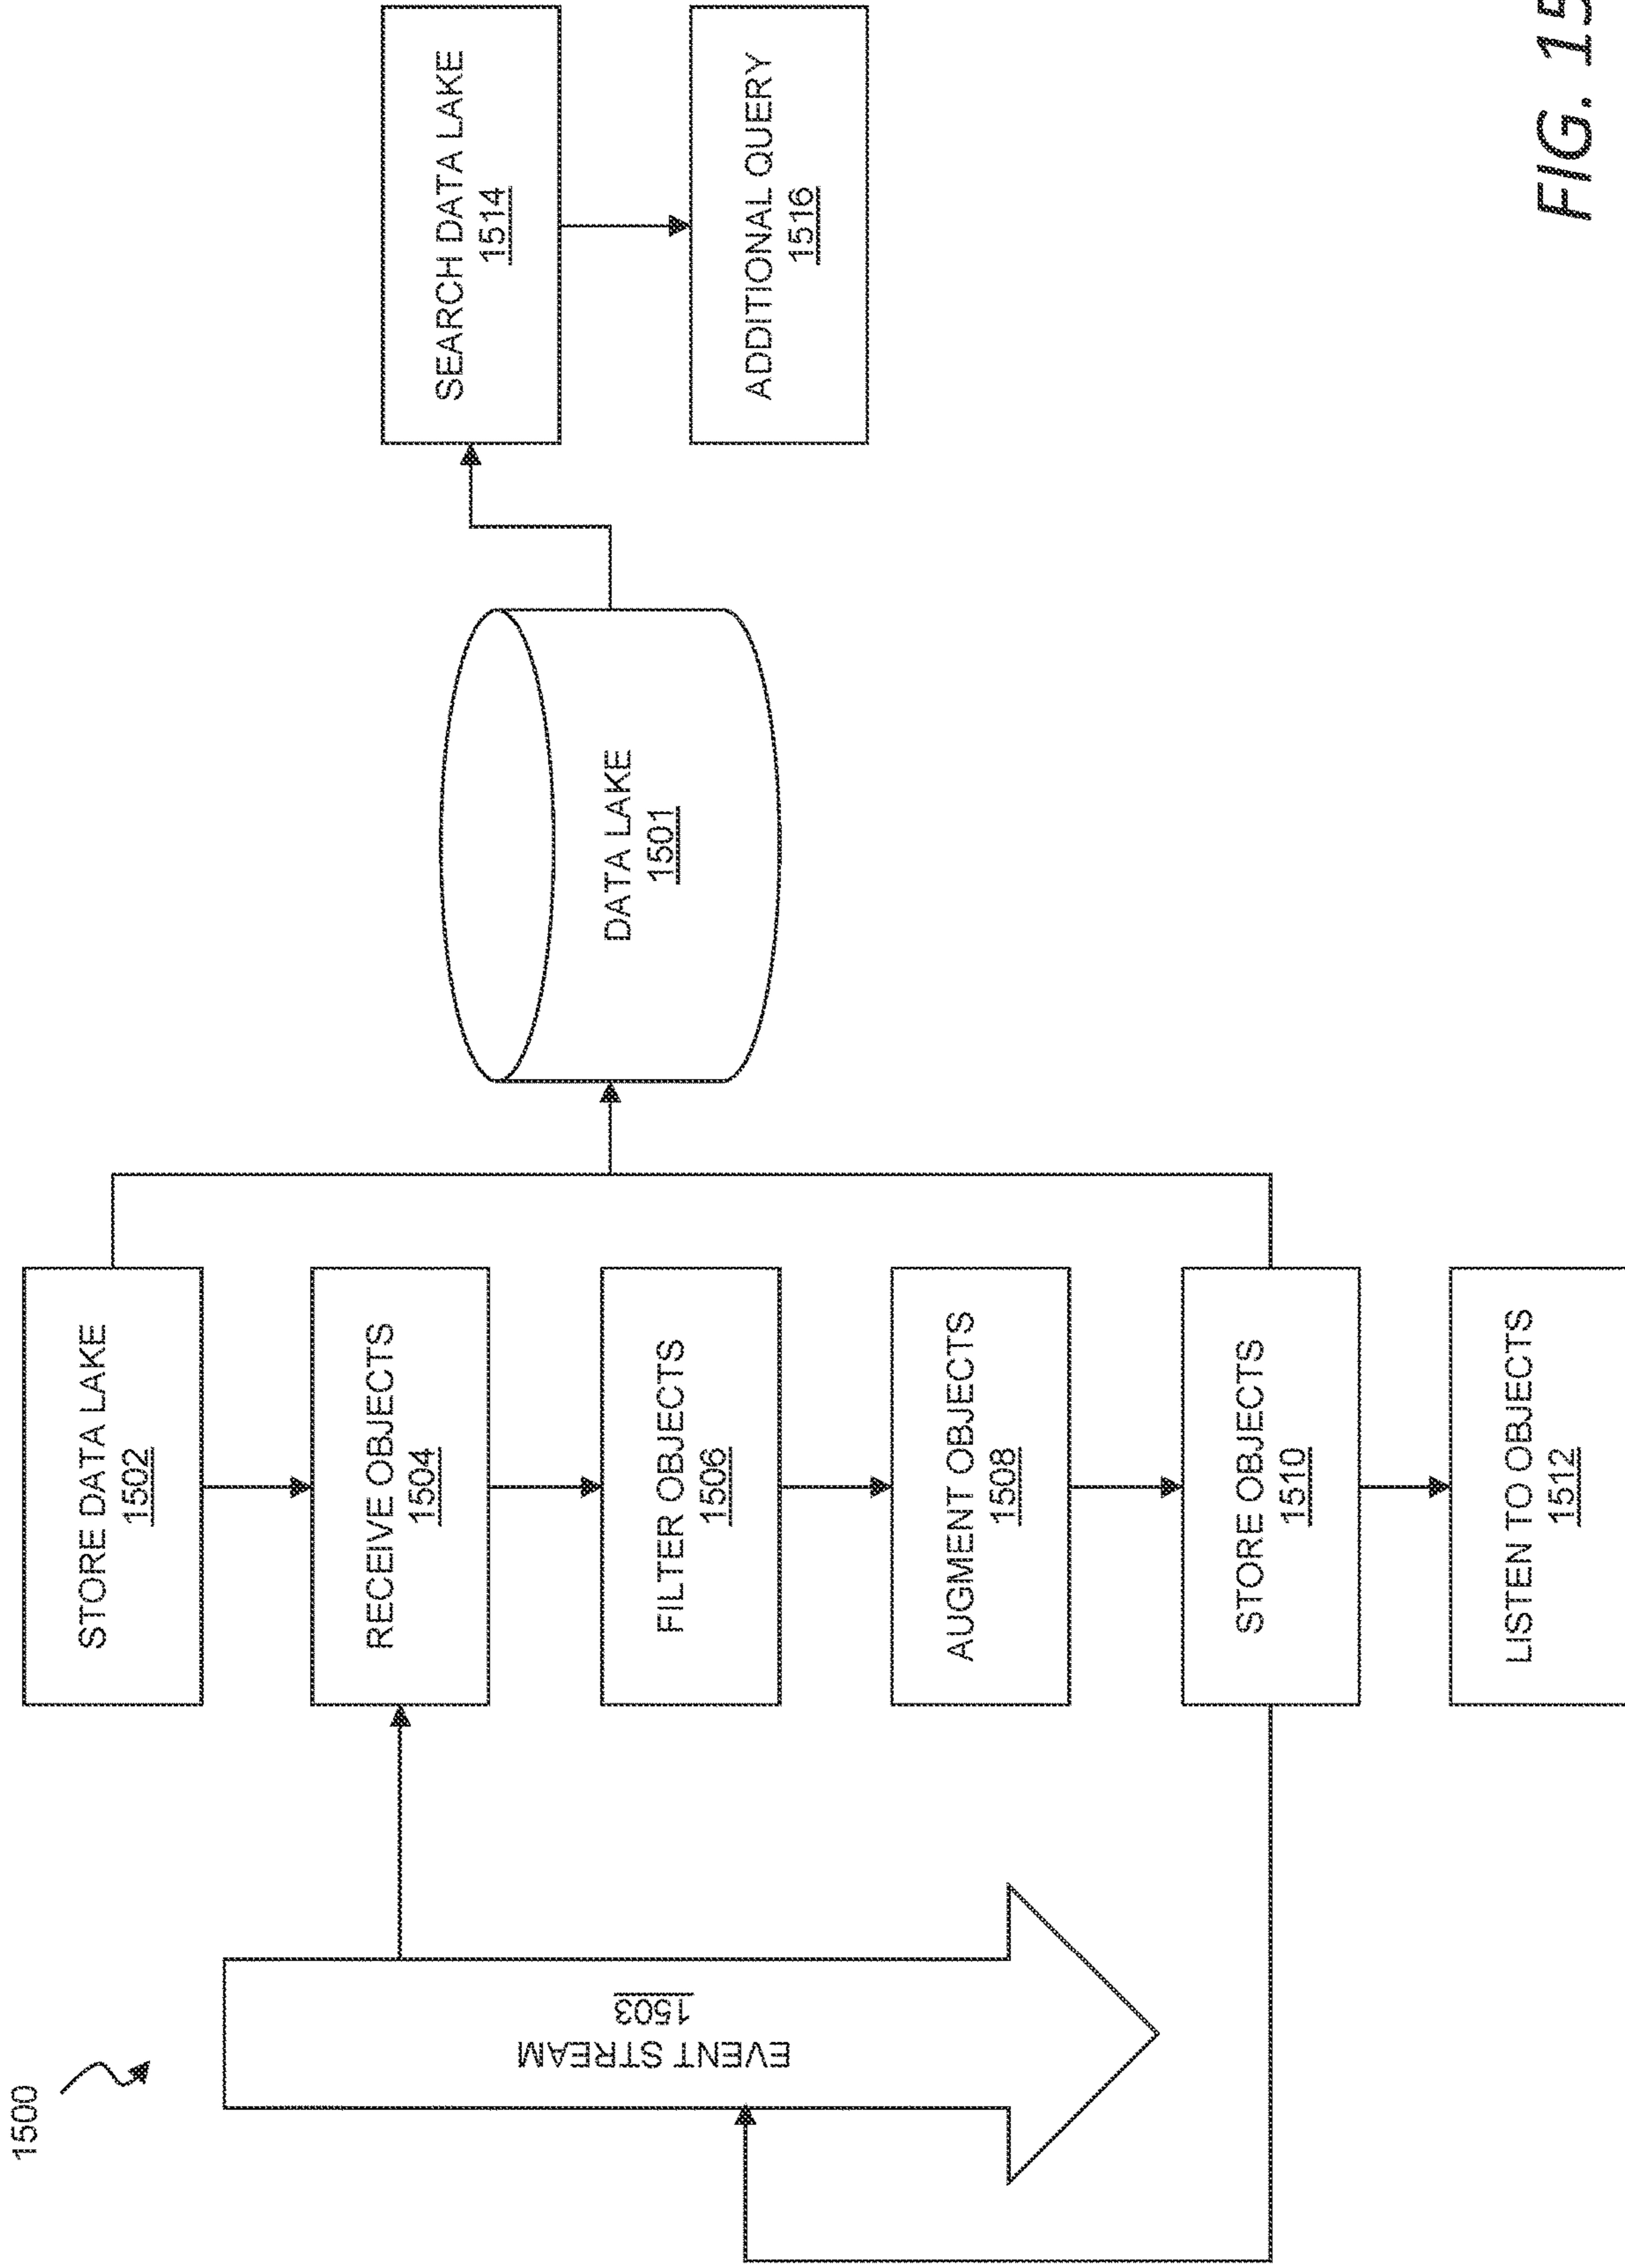 1500
STORE DATA LAKE
1502
RECEIVE OBJECTS
1504
FILTER OBJECTS
1506
AUGMENT OBJECTS
1508
STORE OBJECTS
1510
LISTEN TO OBJECTS
1512
EVENT STREAM
1503
DATA LAKE
1501
SEARCH DATA LAKE
1514
ADDITIONAL QUERY
1516
FIG. 15